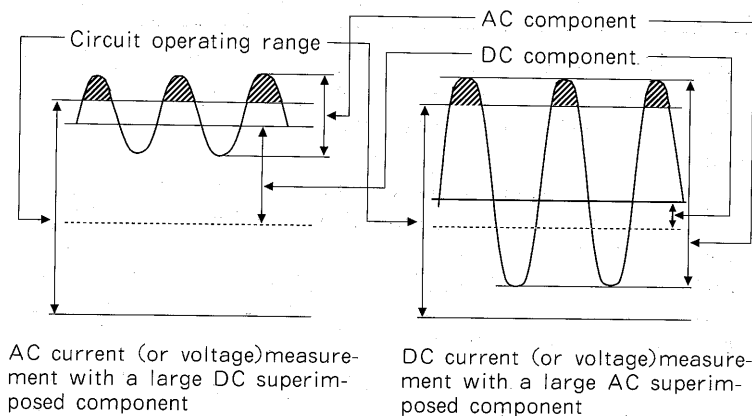 AC component
Circuit operating range
DC component
AC current (or voltage)measure-
ment with a large DC superim-
posed component
DC current (or voltage)measure-
ment with a large AC superim-
posed component